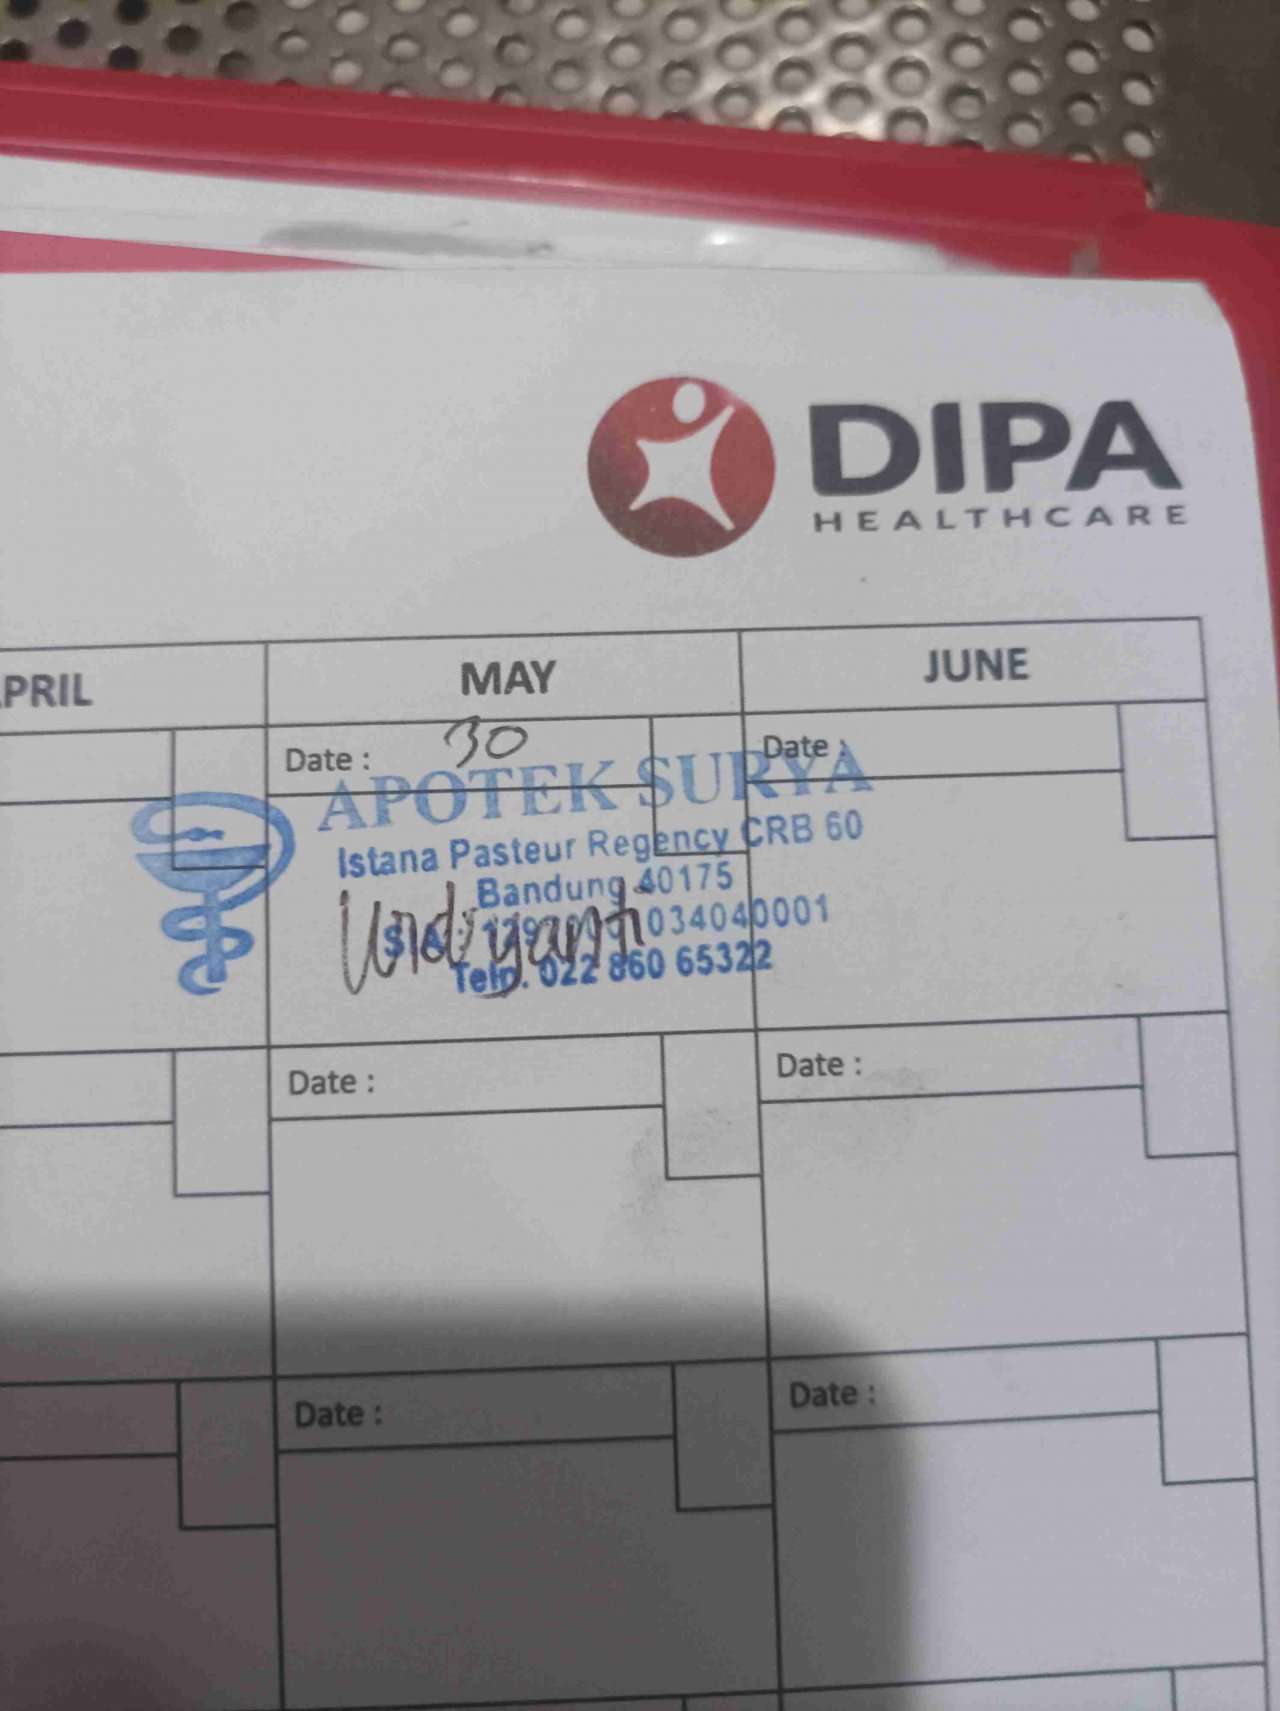 DIPA
HEALTHCARE
PRIL
MAY
JUNE
Date : 30
Date :
APOTEK SURYA
Istana Pasteur Regency CRB 60
Bandung 40175
034040001
Telp. 022 860 65322
Date :
Date :
Date :
Date :